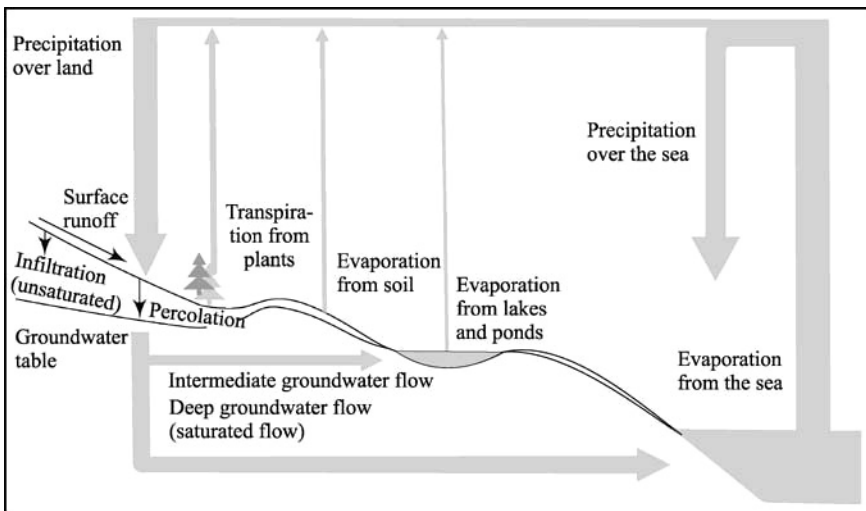 Precipitation
over land
Precipitation
over the sea
Surface
runoff
Transpira-
tion from
plants
Evaporation
from soil
Evaporation
from lakes
and ponds
Infiltration
(unsaturated)
Percolation
Groundwater
table
Evaporation
from the sea
Intermediate groundwater flow
Deep groundwater flow
(saturated flow)